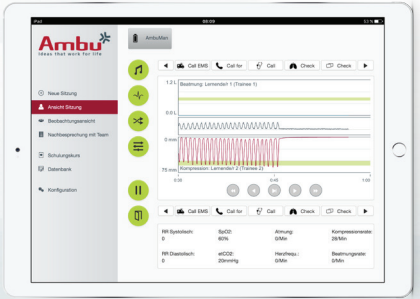 iPad
09:09
53 %
Ambu
Ideas that work for life
AmbuMan
Call EMS
Call for
Call
Check
Check
Neue Sitzung
Ansicht Sitzung
Beobachtungsansicht
Nachbesprechung mit Team
Schulungskurs
Datenbank
Konfiguration
1.2 L
Beatmung: Lernende/r 1 (Trainee 1)
0.0 L
0 mm
75 mm
Kompression: Lernende/r 2 (Trainee 2)
0:30
0:45
1:00
Call EMS
Call for
Call
Check
Check
RR Systolisch:
0
SpO2:
60%
Atmung:
0/Min
Kompressionsrate:
28/Min
RR Diastolisch:
0
etCO2:
20mmHg
Herzfrequ.:
0/Min
Beatmungsrate:
0/Min